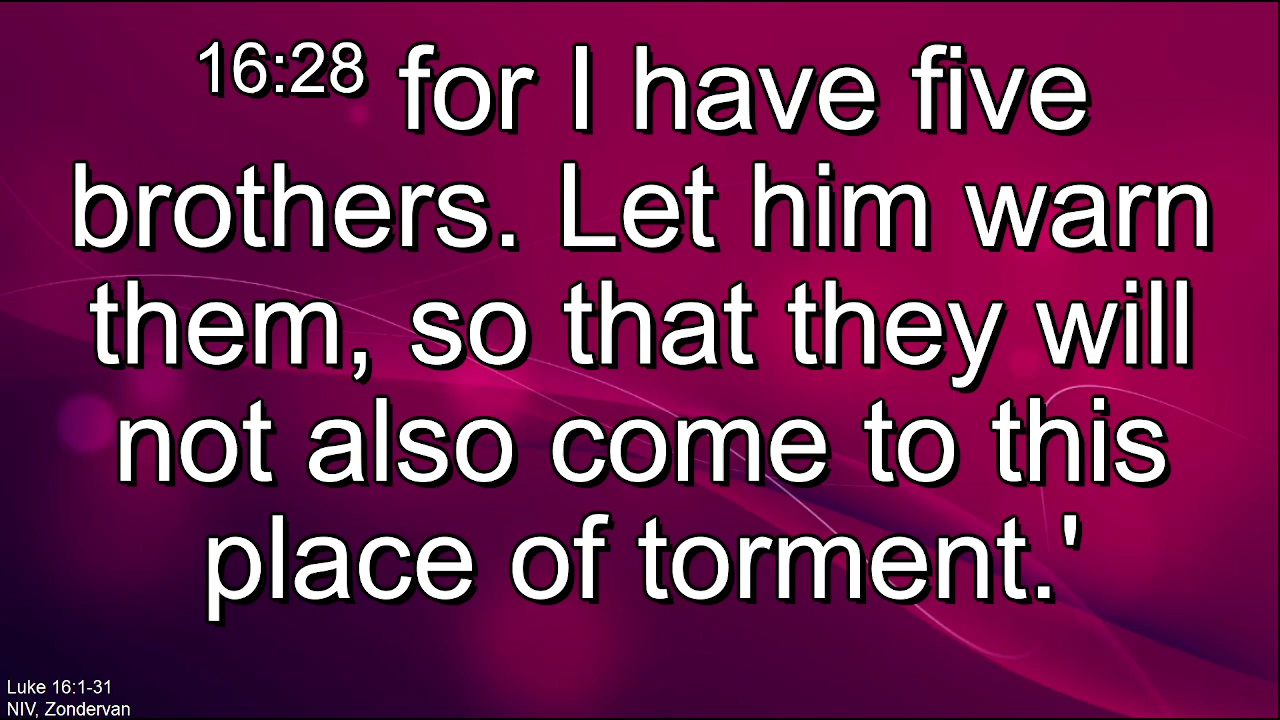 16:28 for I have five
brothers. Let him warn
them, so that they will
not also come to this
place of torment.'
Luke 16:1-31
NIV, Zondervan